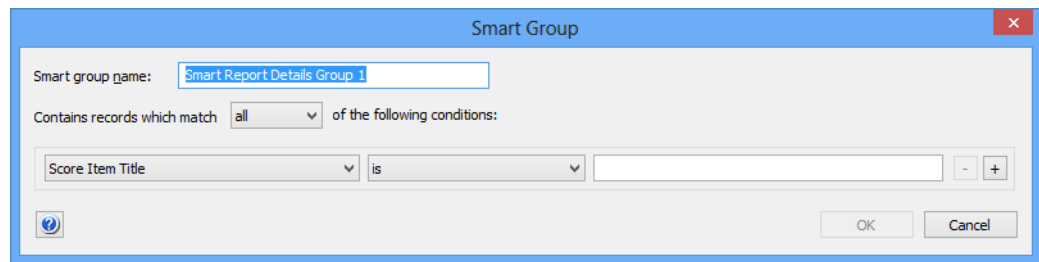 Smart Group
Smart group name: Smart Report Details Group 1
Contains records which match all of the following conditions:
Score Item Title is - +
? OK Cancel